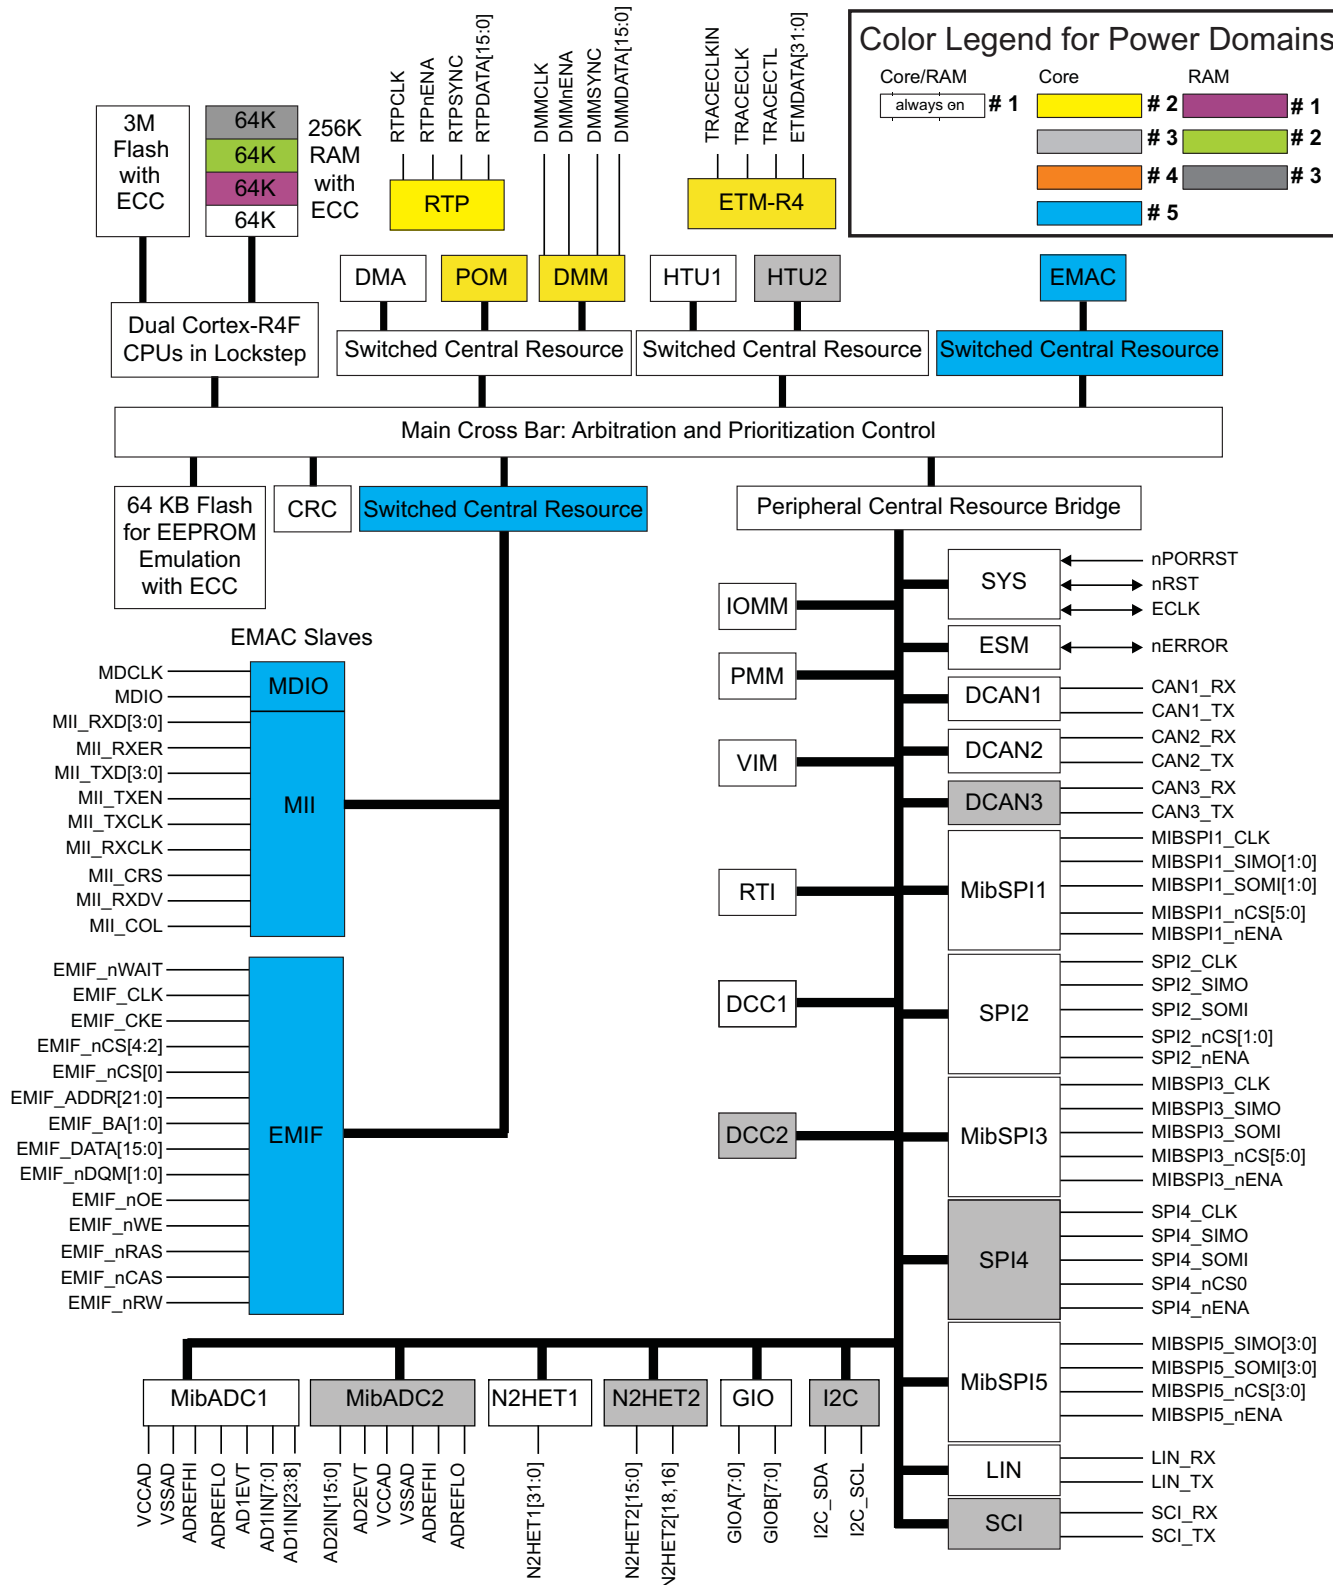 Color Legend for Power Domains
Core/RAM
Core
RAM
always on
# 1
# 2
# 1
# 3
# 2
# 4
# 3
# 5
RTPCLK
RTPnENA
RTPSYNC
RTPDATA[15:0]
DMMCLK
DMMnENA
DMMSYNC
DMMDATA[15:0]
TRACECLKIN
TRACECLK
TRACECTL
ETMDATA[31:0]
3M
Flash
with
ECC
64K
64K
64K
64K
256K
RAM
with
ECC
RTP
ETM-R4
DMA
POM
DMM
HTU1
HTU2
EMAC
Dual Cortex-R4F
CPUs in Lockstep
Switched Central Resource
Switched Central Resource
Switched Central Resource
Main Cross Bar: Arbitration and Prioritization Control
64 KB Flash
for EEPROM
Emulation
with ECC
CRC
Switched Central Resource
Peripheral Central Resource Bridge
EMAC Slaves
MDCLK
MDIO
MII_RXD[3:0]
MII_RXER
MII_TXD[3:0]
MII_TXEN
MII_TXCLK
MII_RXCLK
MII_CRS
MII_RXDV
MII_COL
MDIO
MII
EMIF_nWAIT
EMIF_CLK
EMIF_CKE
EMIF_nCS[4:2]
EMIF_nCS[0]
EMIF_ADDR[21:0]
EMIF_BA[1:0]
EMIF_DATA[15:0]
EMIF_nDQM[1:0]
EMIF_nOE
EMIF_nWE
EMIF_nRAS
EMIF_nCAS
EMIF_nRW
EMIF
IOMM
PMM
VIM
RTI
DCC1
DCC2
SYS
nPORRST
nRST
ECLK
ESM
nERROR
DCAN1
CAN1_RX
CAN1_TX
DCAN2
CAN2_RX
CAN2_TX
DCAN3
CAN3_RX
CAN3_TX
MibSPI1
MIBSPI1_CLK
MIBSPI1_SIMO[1:0]
MIBSPI1_SOMI[1:0]
MIBSPI1_nCS[5:0]
MIBSPI1_nENA
SPI2
SPI2_CLK
SPI2_SIMO
SPI2_SOMI
SPI2_nCS[1:0]
SPI2_nENA
MibSPI3
MIBSPI3_CLK
MIBSPI3_SIMO
MIBSPI3_SOMI
MIBSPI3_nCS[5:0]
MIBSPI3_nENA
SPI4
SPI4_CLK
SPI4_SIMO
SPI4_SOMI
SPI4_nCS0
SPI4_nENA
MibSPI5
MIBSPI5_SIMO[3:0]
MIBSPI5_SOMI[3:0]
MIBSPI5_nCS[3:0]
MIBSPI5_nENA
LIN
LIN_RX
LIN_TX
SCI
SCI_RX
SCI_TX
MibADC1
MibADC2
N2HET1
N2HET2
GIO
I2C
VCCAD
VSSAD
ADREFHI
ADREFLO
AD1EVT
AD1IN[7:0]
AD1IN[23:8]
AD2IN[15:0]
AD2EVT
VCCAD
VSSAD
ADREFHI
ADREFLO
N2HET1[31:0]
N2HET2[15:0]
N2HET2[18,16]
GIOA[7:0]
GIOB[7:0]
I2C_SDA
I2C_SCL